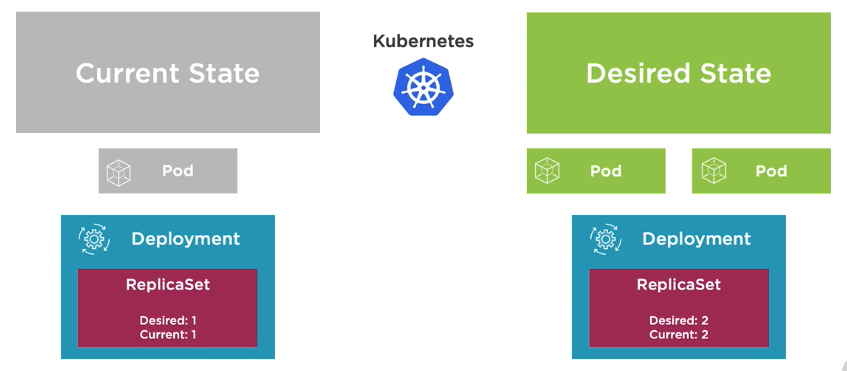 Kubernetes
Current State
Desired State
Pod
Pod
Pod
Deployment
ReplicaSet
Desired: 1
Current: 1
Deployment
ReplicaSet
Desired: 2
Current: 2